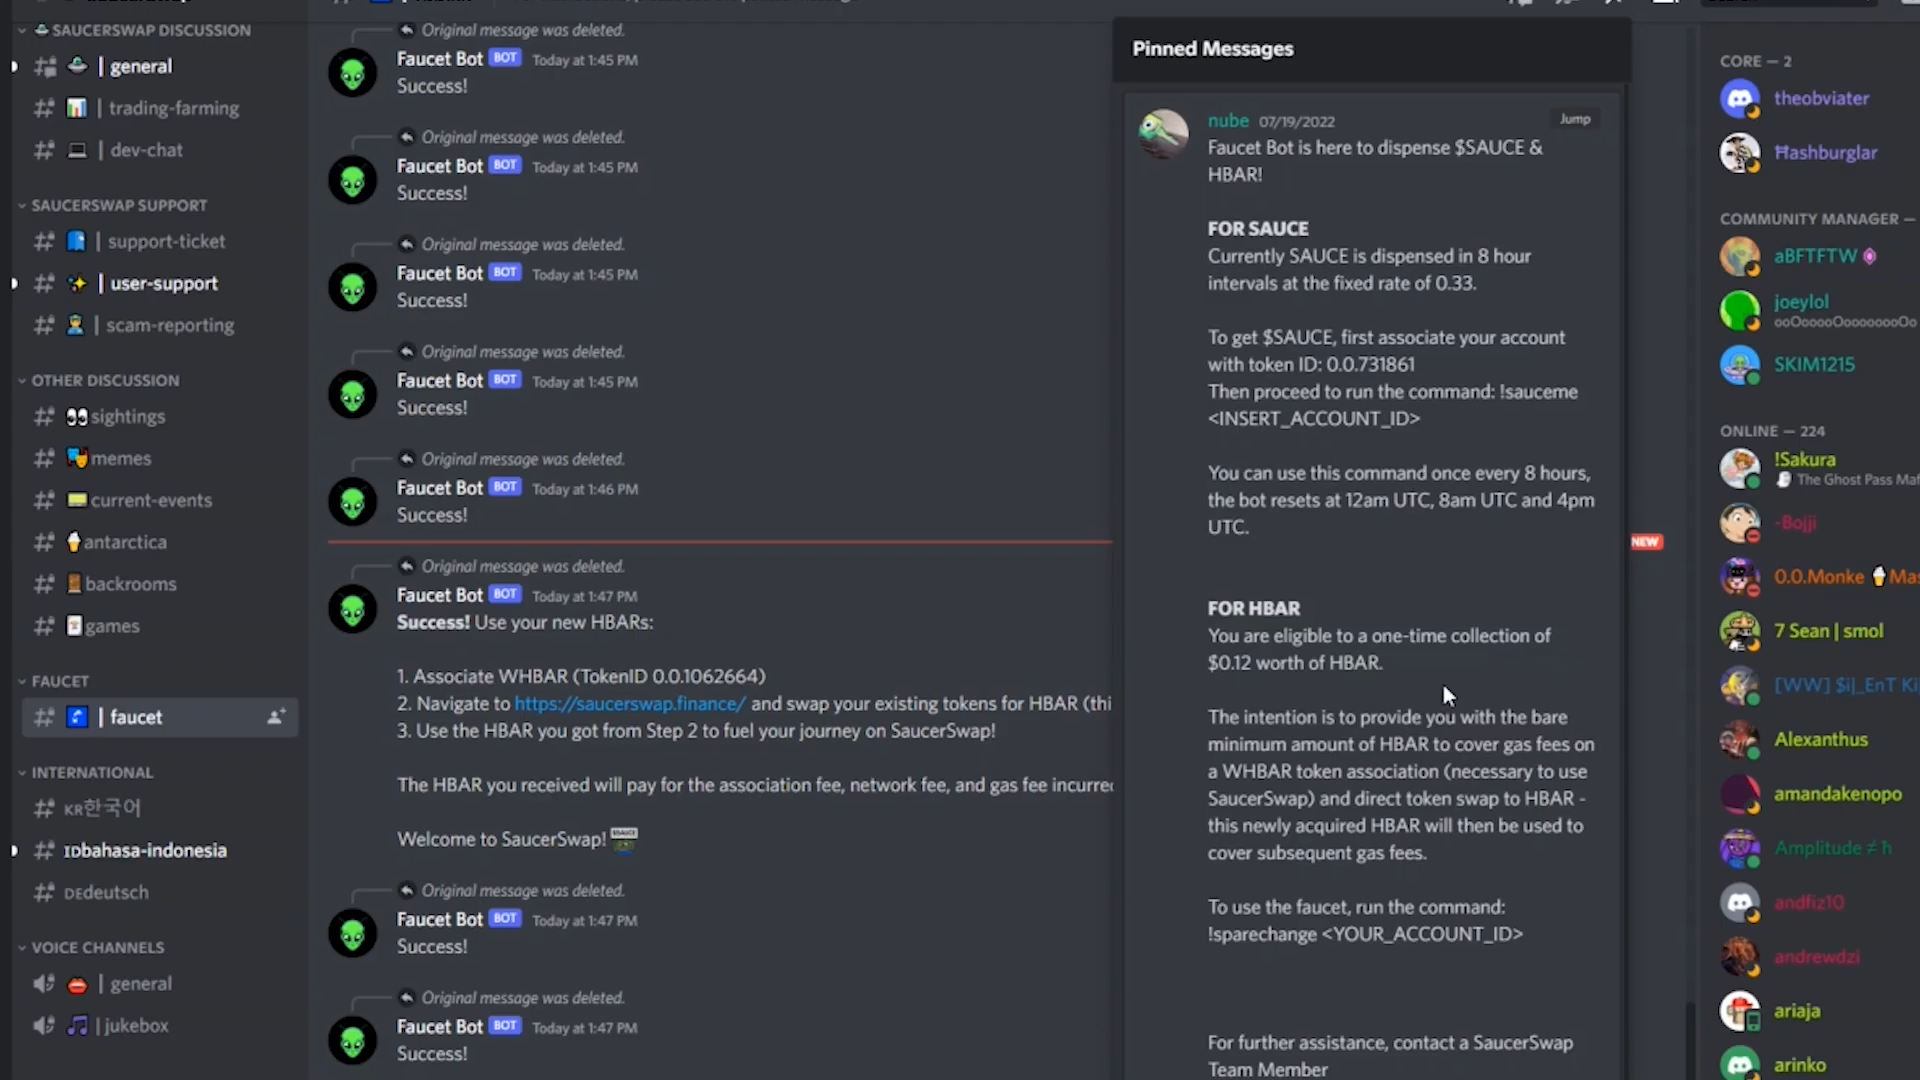 SAUCERSWAP DISCUSSION
| general
| trading-farming
| dev-chat
SAUCERSWAP SUPPORT
| support-ticket
| user-support
| scam-reporting
OTHER DISCUSSION
sightings
memes
current-events
antarctica
backrooms
games
FAUCET
| faucet
INTERNATIONAL
KR한국어
IDbahasa-indonesia
DEdeutsch
VOICE CHANNELS
| general
| jukebox
Original message was deleted.
Faucet Bot BOT Today at 1:45 PM
Success!
Original message was deleted.
Faucet Bot BOT Today at 1:45 PM
Success!
Original message was deleted.
Faucet Bot BOT Today at 1:45 PM
Success!
Original message was deleted.
Faucet Bot BOT Today at 1:45 PM
Success!
Original message was deleted.
Faucet Bot BOT Today at 1:46 PM
Success!
NEW
Original message was deleted.
Faucet Bot BOT Today at 1:47 PM
Success! Use your new HBARs:
1. Associate WHBAR (TokenID 0.0.1062664)
2. Navigate to https://saucerswap.finance/ and swap your existing tokens for HBAR (thi
3. Use the HBAR you got from Step 2 to fuel your journey on SaucerSwap!
The HBAR you received will pay for the association fee, network fee, and gas fee incurred
Welcome to SaucerSwap!
Original message was deleted.
Faucet Bot BOT Today at 1:47 PM
Success!
Original message was deleted.
Faucet Bot BOT Today at 1:47 PM
Success!
Pinned Messages
nube 07/19/2022
Jump
Faucet Bot is here to dispense $SAUCE &
HBAR!
FOR SAUCE
Currently SAUCE is dispensed in 8 hour
intervals at the fixed rate of 0.33.
To get $SAUCE, first associate your account
with token ID: 0.0.731861
Then proceed to run the command: !sauceme
<INSERT_ACCOUNT_ID>
You can use this command once every 8 hours,
the bot resets at 12am UTC, 8am UTC and 4pm
UTC.
FOR HBAR
You are eligible to a one-time collection of
$0.12 worth of HBAR.
The intention is to provide you with the bare
minimum amount of HBAR to cover gas fees on
a WHBAR token association (necessary to use
SaucerSwap) and direct token swap to HBAR -
this newly acquired HBAR will then be used to
cover subsequent gas fees.
To use the faucet, run the command:
!sparechange <YOUR_ACCOUNT_ID>
For further assistance, contact a SaucerSwap
Team Member
CORE — 2
theobviater
Ħashburglar
COMMUNITY MANAGER —
aBFTFTW
joeylol
SKIM1215
ONLINE — 224
!Sakura
The Ghost Pass Maf
-Bojji
0.0.Monke Mas
7 Sean | smol
[WW] $i|_EnT Ki
Alexanthus
amandakenopo
Amplitude ≠ ħ
andfiz10
andrewdzi
ariaja
arinko